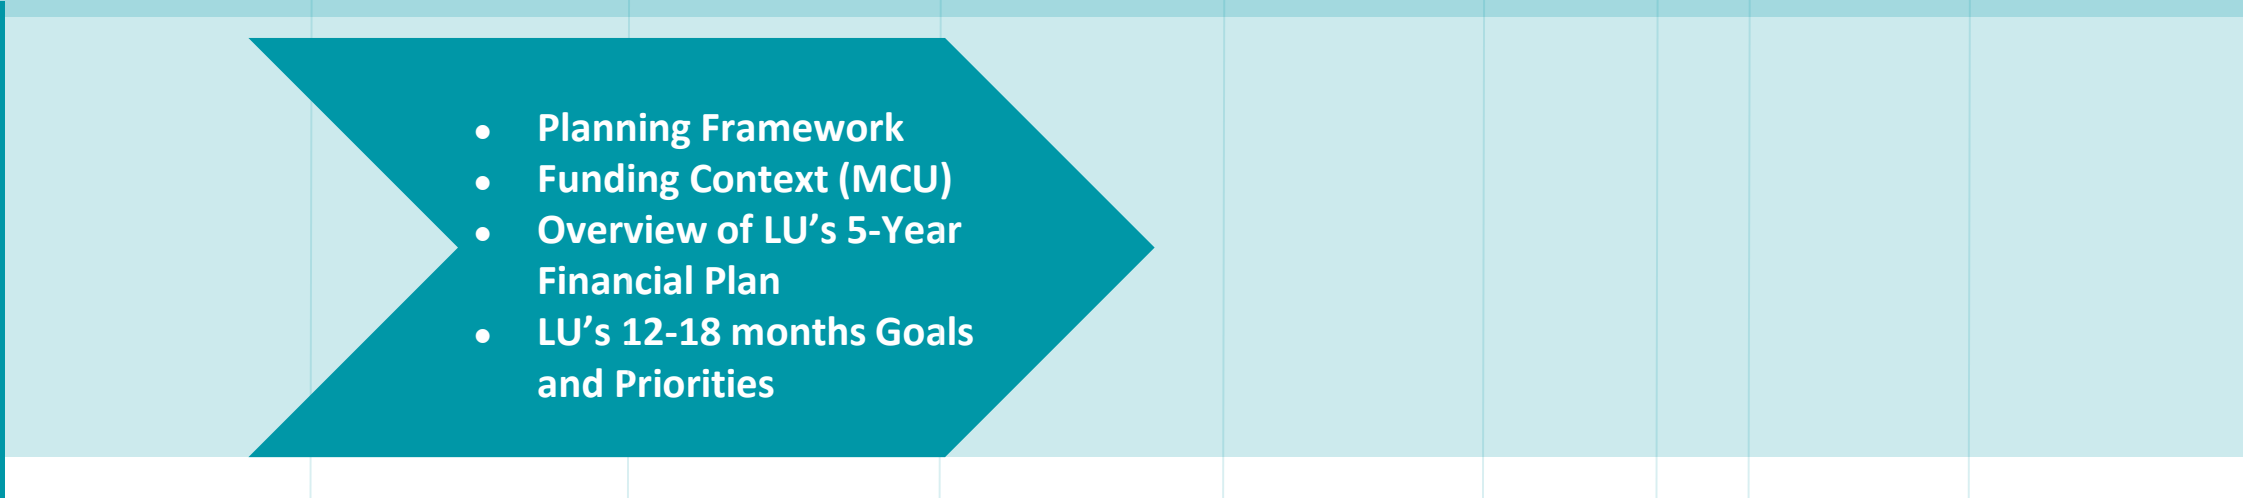 ● Planning Framework
● Funding Context (MCU)
● Overview of LU’s 5-Year
Financial Plan
● LU’s 12-18 months Goals
and Priorities